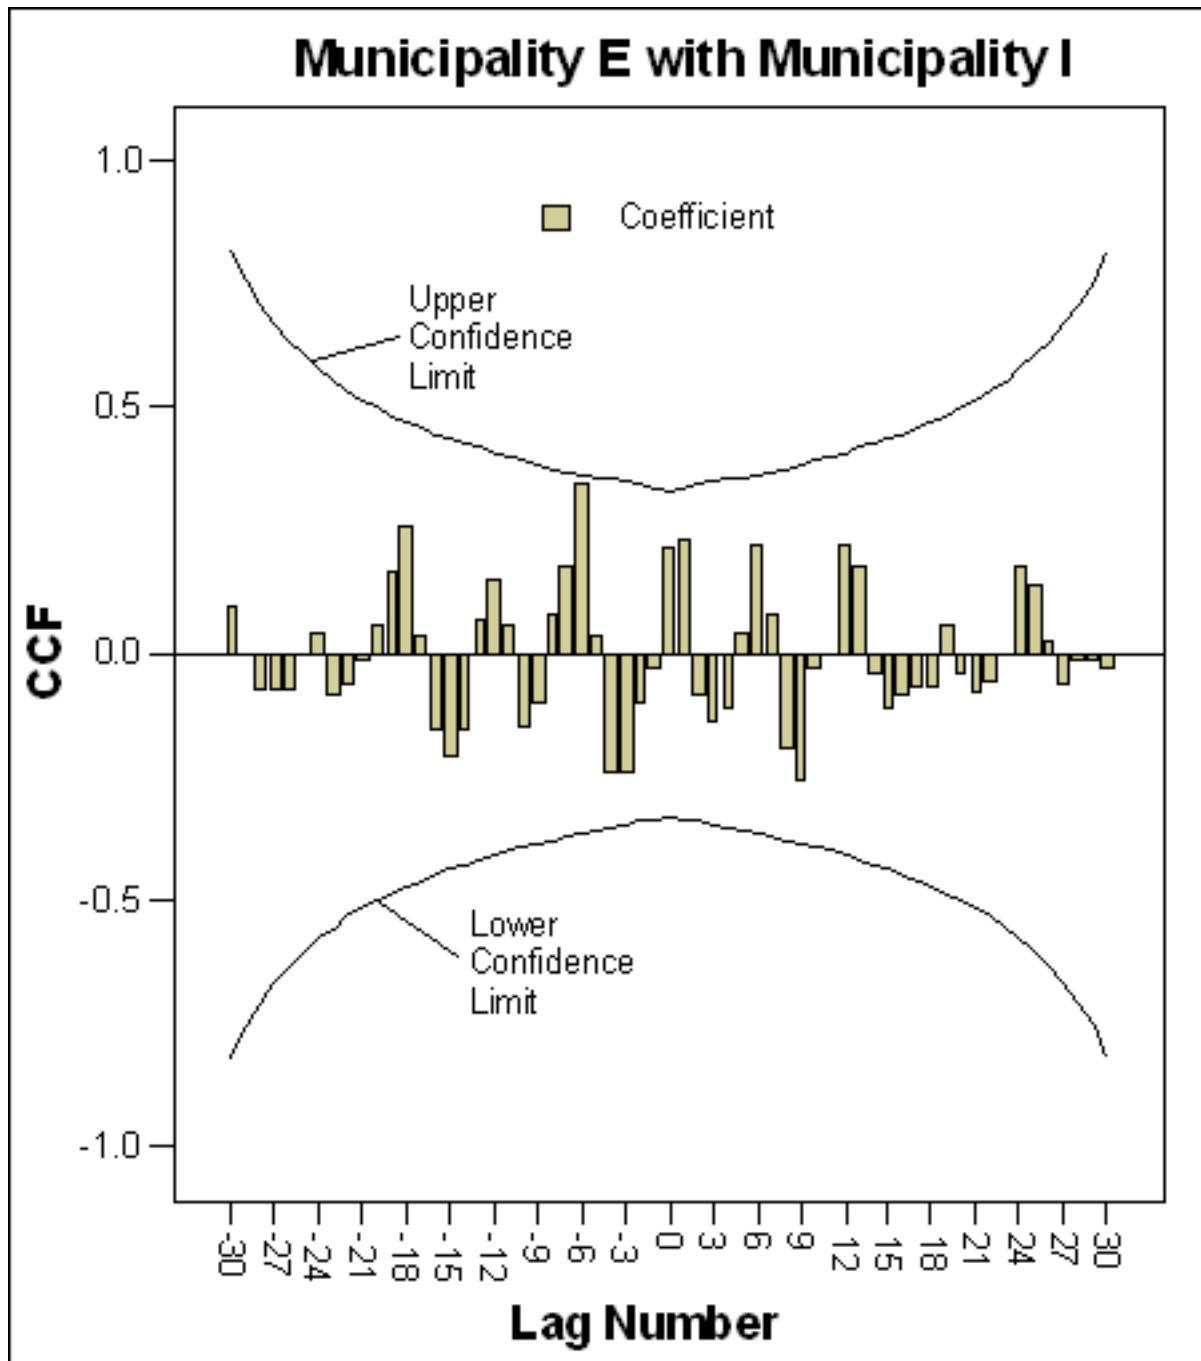 Municipality E with Municipality I
1.0
Coefficient
Upper
Confidence
Limit
0.5
0.0
CCF
-0.5
Lower
Confidence
Limit
-1.0
-30 -27 -24 -21 -18 -15 -12 -9 -6 -3 0 3 6 9 12 15 18 21 24 27 30
Lag Number